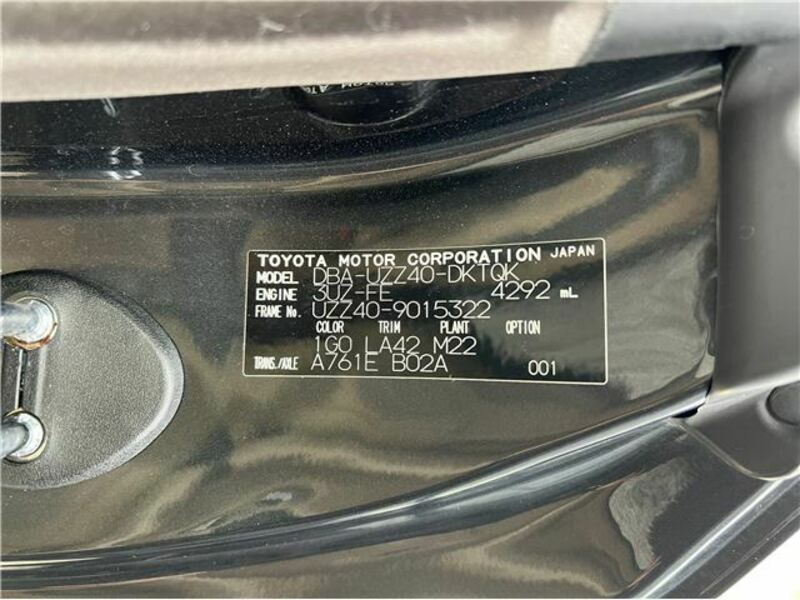 TOYOTA MOTOR CORPORATION JAPAN
MODEL DBA-UZZ40-DKTQK
ENGINE 3UZ-FE 4292 mL.
FRAME No. UZZ40-9015322
COLOR TRIM PLANT OPTION
1G0 LA42 M22
TRANS./AXLE A761E B02A 001